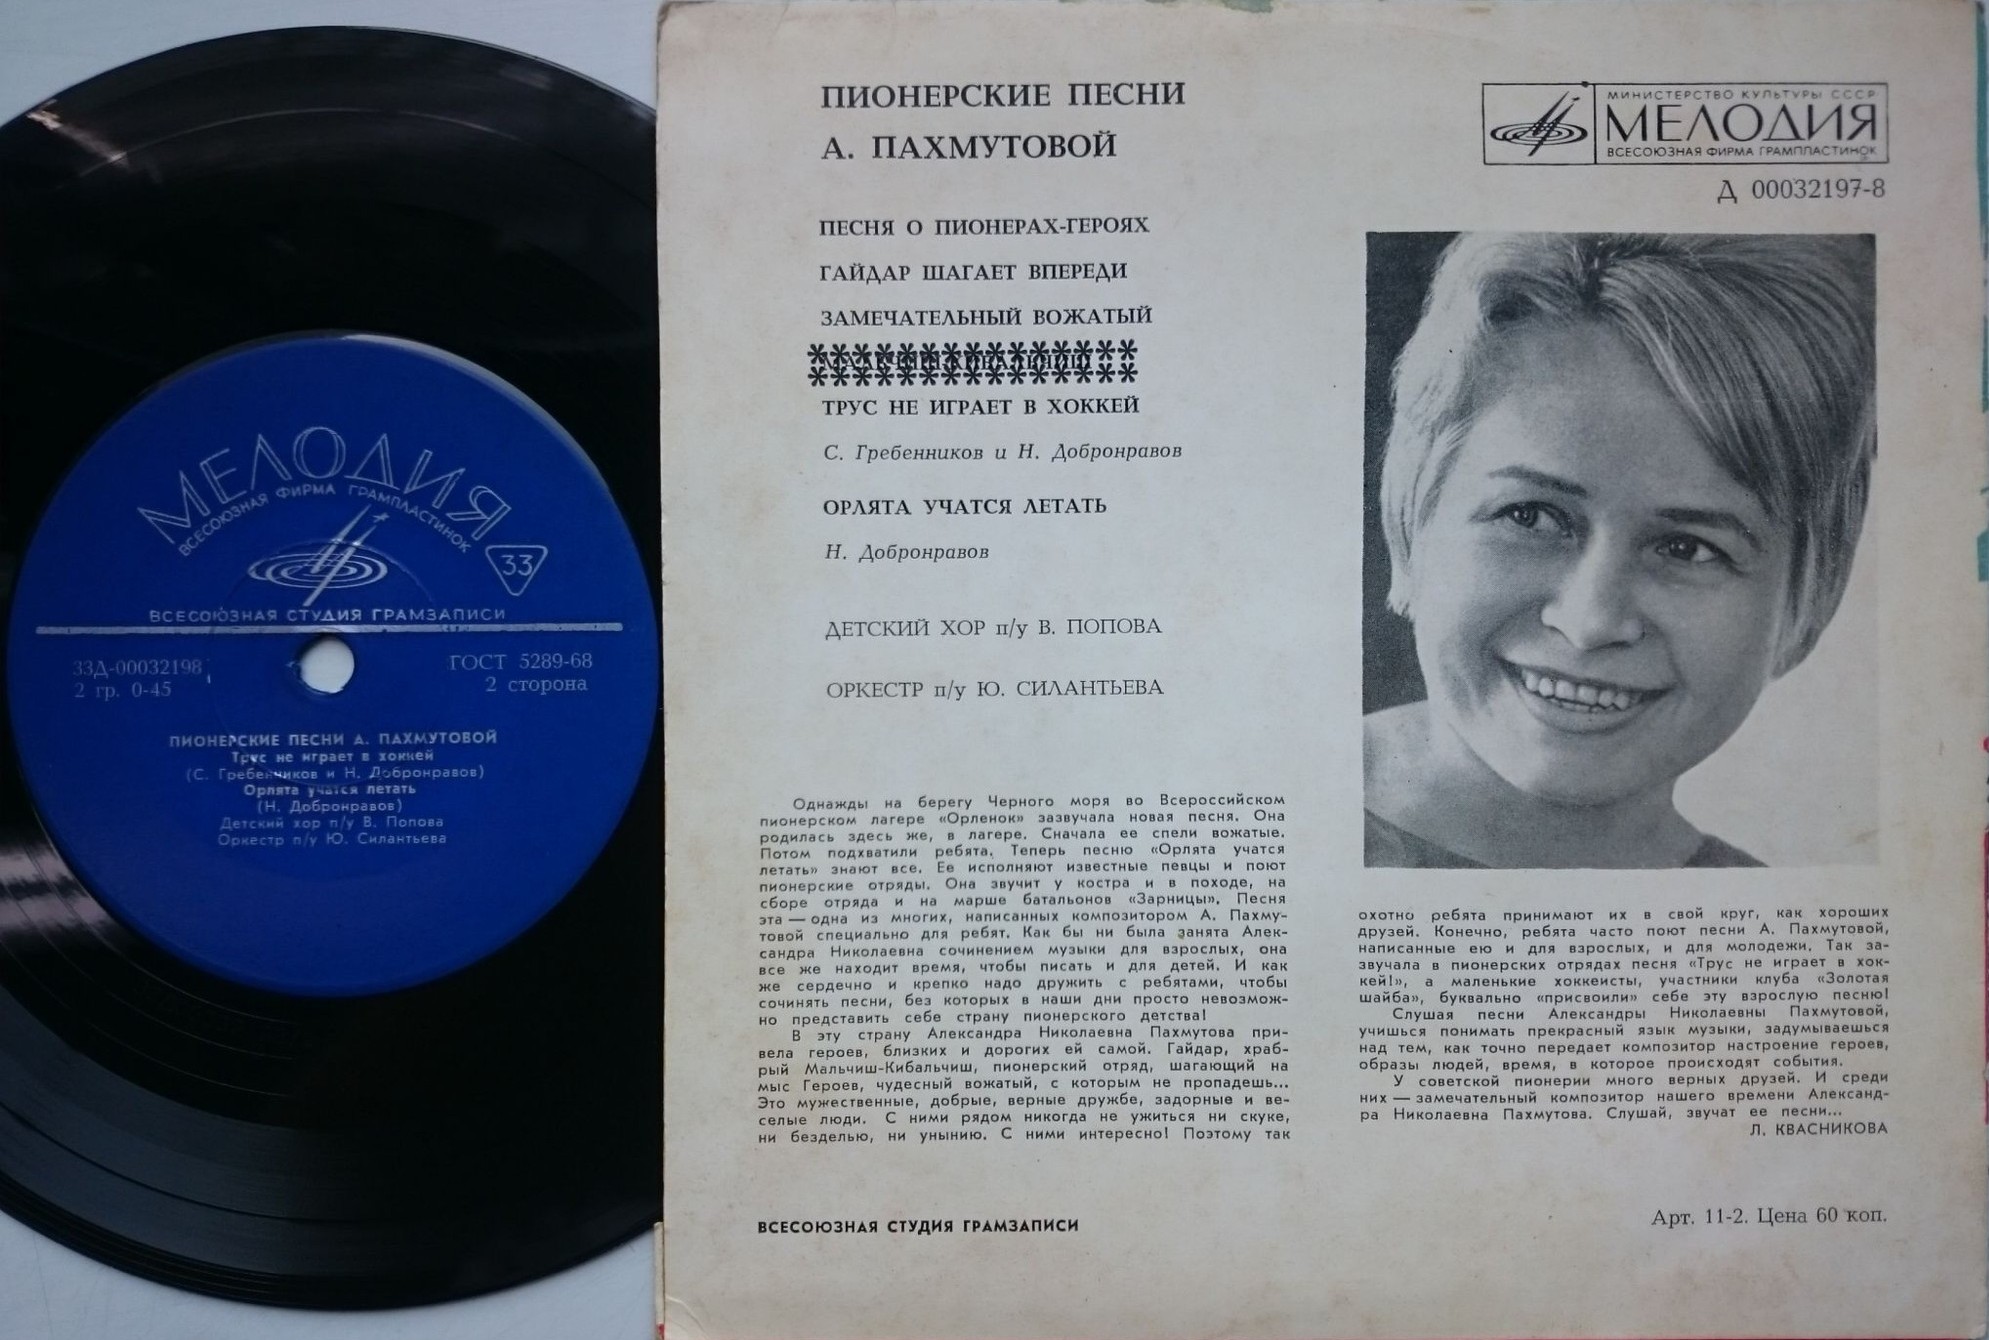 МЕЛОДИЯ
ВСЕСОЮЗНАЯ ФИРМА ГРАМПЛАСТИНОК
33
ВСЕСОЮЗНАЯ СТУДИЯ ГРАМЗАПИСИ
33Д-00032198
2 гр. 0-45
ГОСТ 5289-68
2 сторона
ПИОНЕРСКИЕ ПЕСНИ А. ПАХМУТОВОЙ
Трус не играет в хоккей
(С. Гребенников и Н. Добронравов)
Орлята учатся летать
(Н. Добронравов)
Детский хор п/у В. Попова
Оркестр п/у Ю. Силантьева
ПИОНЕРСКИЕ ПЕСНИ
А. ПАХМУТОВОЙ
ПЕСНЯ О ПИОНЕРАХ-ГЕРОЯХ
ГАЙДАР ШАГАЕТ ВПЕРЕДИ
ЗАМЕЧАТЕЛЬНЫЙ ВОЖАТЫЙ
ТРУС НЕ ИГРАЕТ В ХОККЕЙ
С. Гребенников и Н. Добронравов
ОРЛЯТА УЧАТСЯ ЛЕТАТЬ
Н. Добронравов
ДЕТСКИЙ ХОР п/у В. ПОПОВА
ОРКЕСТР п/у Ю. СИЛАНТЬЕВА
МИНИСТЕРСТВО КУЛЬТУРЫ СССР
МЕЛОДИЯ
ВСЕСОЮЗНАЯ ФИРМА ГРАМПЛАСТИНОК
Д 00032197-8
Однажды на берегу Черного моря во Всероссийском
пионерском лагере «Орленок» зазвучала новая песня. Она
родилась здесь же, в лагере. Сначала ее спели вожатые.
Потом подхватили ребята. Теперь песню «Орлята учатся
летать» знают все. Ее исполняют известные певцы и поют
пионерские отряды. Она звучит у костра и в походе, на
сборе отряда и на марше батальонов «Зарницы». Песня
эта — одна из многих, написанных композитором А. Пахму-
товой специально для ребят. Как бы ни была занята Алек-
сандра Николаевна сочинением музыки для взрослых, она
все же находит время, чтобы писать и для детей. И как
же сердечно и крепко надо дружить с ребятами, чтобы
сочинять песни, без которых в наши дни просто невозмож-
но представить себе страну пионерского детства!
В эту страну Александра Николаевна Пахмутова при-
вела героев, близких и дорогих ей самой. Гайдар, храб-
рый Мальчиш-Кибальчиш, пионерский отряд, шагающий на
мыс Героев, чудесный вожатый, с которым не пропадешь...
Это мужественные, добрые, верные дружбе, задорные и ве-
селые люди. С ними рядом никогда не ужиться ни скуке,
ни безделью, ни унынию. С ними интересно! Поэтому так
охотно ребята принимают их в свой круг, как хороших
друзей. Конечно, ребята часто поют песни А. Пахмутовой,
написанные ею и для взрослых, и для молодежи. Так за-
звучала в пионерских отрядах песня «Трус не играет в хок-
кей!», а маленькие хоккеисты, участники клуба «Золотая
шайба», буквально «присвоили» себе эту взрослую песню!
Слушая песни Александры Николаевны Пахмутовой,
учишься понимать прекрасный язык музыки, задумываешься
над тем, как точно передает композитор настроение героев,
образы людей, время, в которое происходят события.
У советской пионерии много верных друзей. И среди
них — замечательный композитор нашего времени Александ-
ра Николаевна Пахмутова. Слушай, звучат ее песни...
Л. КВАСНИКОВА
ВСЕСОЮЗНАЯ СТУДИЯ ГРАМЗАПИСИ
Арт. 11-2. Цена 60 коп.